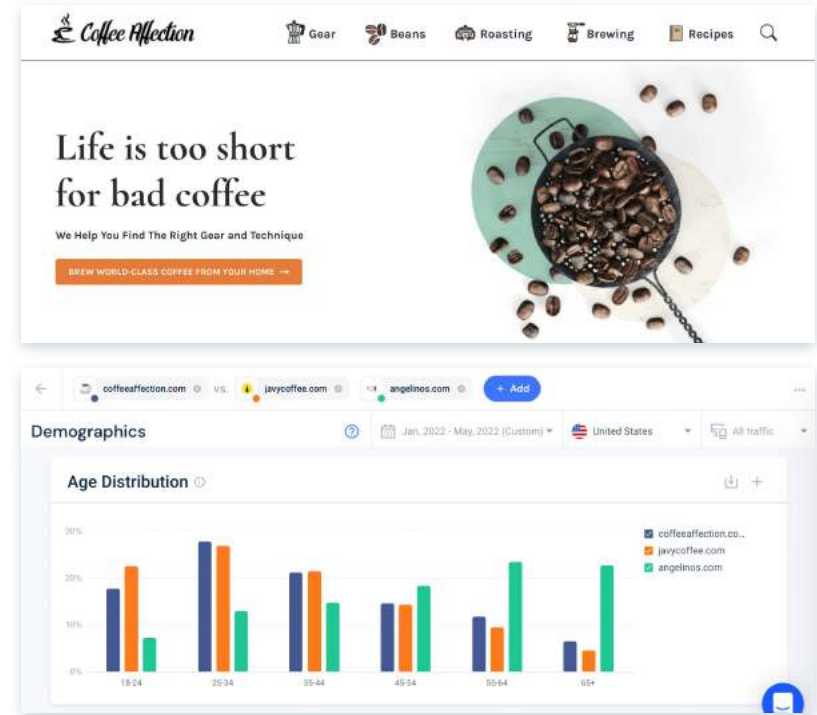 Coffee Affection
Gear
Beans
Roasting
Brewing
Recipes
Life is too short
for bad coffee
We Help You Find The Right Gear and Technique
BREW WORLD-CLASS COFFEE FROM YOUR HOME →
coffeeaffection.com
VS.
javycoffee.com
angelinos.com
+ Add
Demographics
Jan, 2022 - May, 2022 (Custom)
United States
All traffic
Age Distribution
30%
20%
10%
0%
18-24
25-34
35-44
45-54
55-64
65+
coffeeaffection.co...
javycoffee.com
angelinos.com